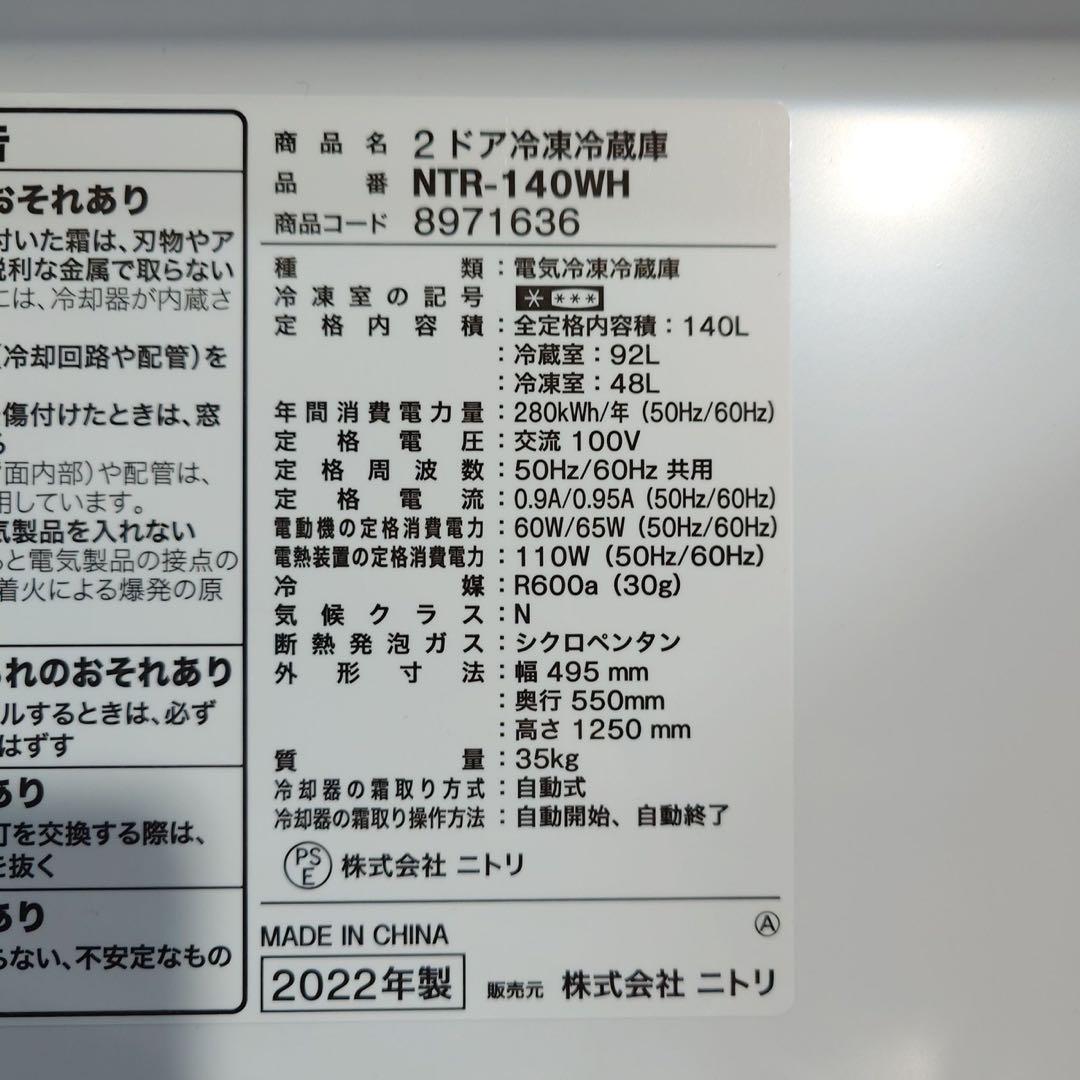 告
おそれあり
付いた霜は、刃物やア
鋭利な金属で取らない
には、冷却器が内蔵さ
(冷却回路や配管)を
傷付けたときは、窓
る
背面内部)や配管は、
用しています。
気製品を入れない
ると電気製品の接点の
着火による爆発の原
れのおそれあり
ルするときは、必ず
はずす
あり
灯を交換する際は、
を抜く
あり
らない、不安定なもの
商品名 2ドア冷凍冷蔵庫
品番 NTR-140WH
商品コード 8971636
種類:電気冷凍冷蔵庫
冷凍室の記号
定格内容積:全定格内容積:140L
:冷蔵室:92L
:冷凍室:48L
年間消費電力量:280kWh/年(50Hz/60Hz)
定格電圧:交流 100V
定格周波数:50Hz/60Hz 共用
定格電流:0.9A/0.95A(50Hz/60Hz)
電動機の定格消費電力:60W/65W(50Hz/60Hz)
電熱装置の定格消費電力:110W(50Hz/60Hz)
冷媒:R600a(30g)
気候クラス:N
断熱発泡ガス:シクロペンタン
外形寸法:幅 495 mm
:奥行 550mm
:高さ 1250 mm
質量:35kg
冷却器の霜取り方式:自動式
冷却器の霜取り操作方法:自動開始、自動終了
PSE 株式会社 ニトリ
MADE IN CHINA Ⓐ
2022年製 販売元 株式会社 ニトリ